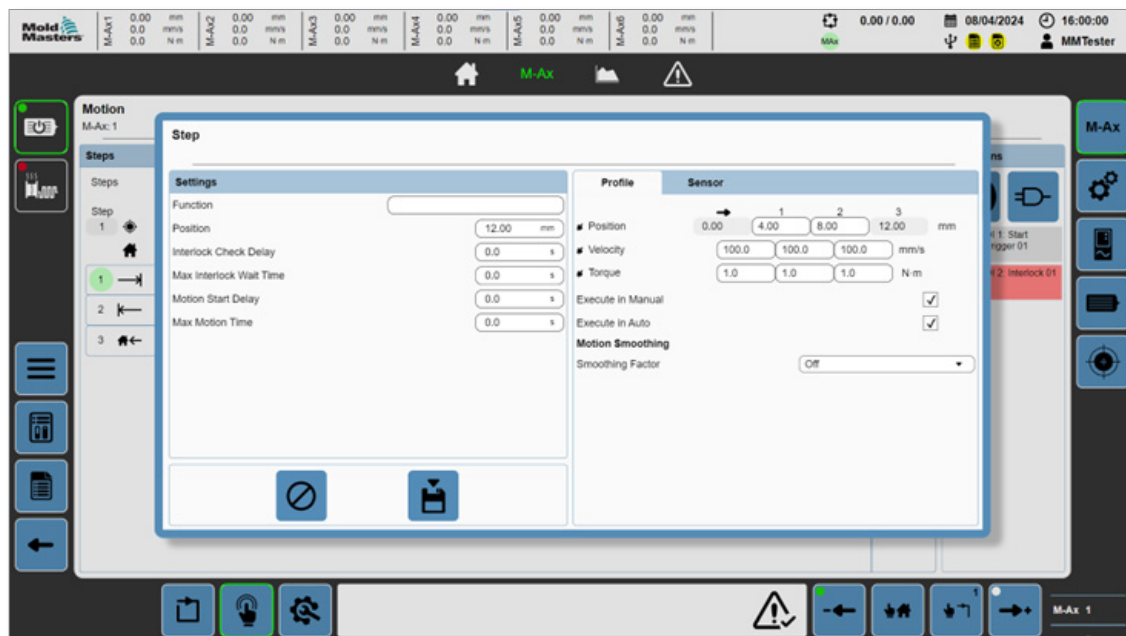 Mold Masters
M-Ax1 0.00 mm 0.0 mm/s 0.0 N·m
M-Ax2 0.00 mm 0.0 mm/s 0.0 N·m
M-Ax3 0.00 mm 0.0 mm/s 0.0 N·m
M-Ax4 0.00 mm 0.0 mm/s 0.0 N·m
M-Ax5 0.00 mm 0.0 mm/s 0.0 N·m
M-Ax6 0.00 mm 0.0 mm/s 0.0 N·m
MAx
0.00 / 0.00
08/04/2024 16:00:00
MMTester
M-Ax
Motion
M-Ax: 1
Steps
Steps
Step
1
1
2
3
Step
Settings
Function
Position 12.00 mm
Interlock Check Delay 0.0 s
Max Interlock Wait Time 0.0 s
Motion Start Delay 0.0 s
Max Motion Time 0.0 s
Profile Sensor
1 2 3
Position 0.00 4.00 8.00 12.00 mm
Velocity 100.0 100.0 100.0 mm/s
Torque 1.0 1.0 1.0 N·m
Execute in Manual
Execute in Auto
Motion Smoothing
Smoothing Factor Off
ns
1: Start
rigger 01
2: Interlock 01
M-Ax
1
M-Ax 1